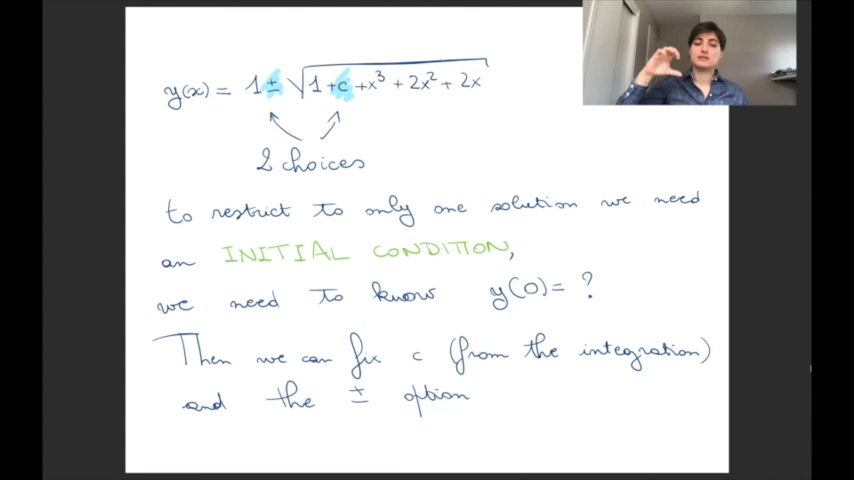 y(x) = 1 ± √(1 + c + x³ + 2x² + 2x)
2 choices
to restrict to only one solution we need
an INITIAL CONDITION,
we need to know y(0) = ?
Then we can fix c (from the integration)
and the ± option